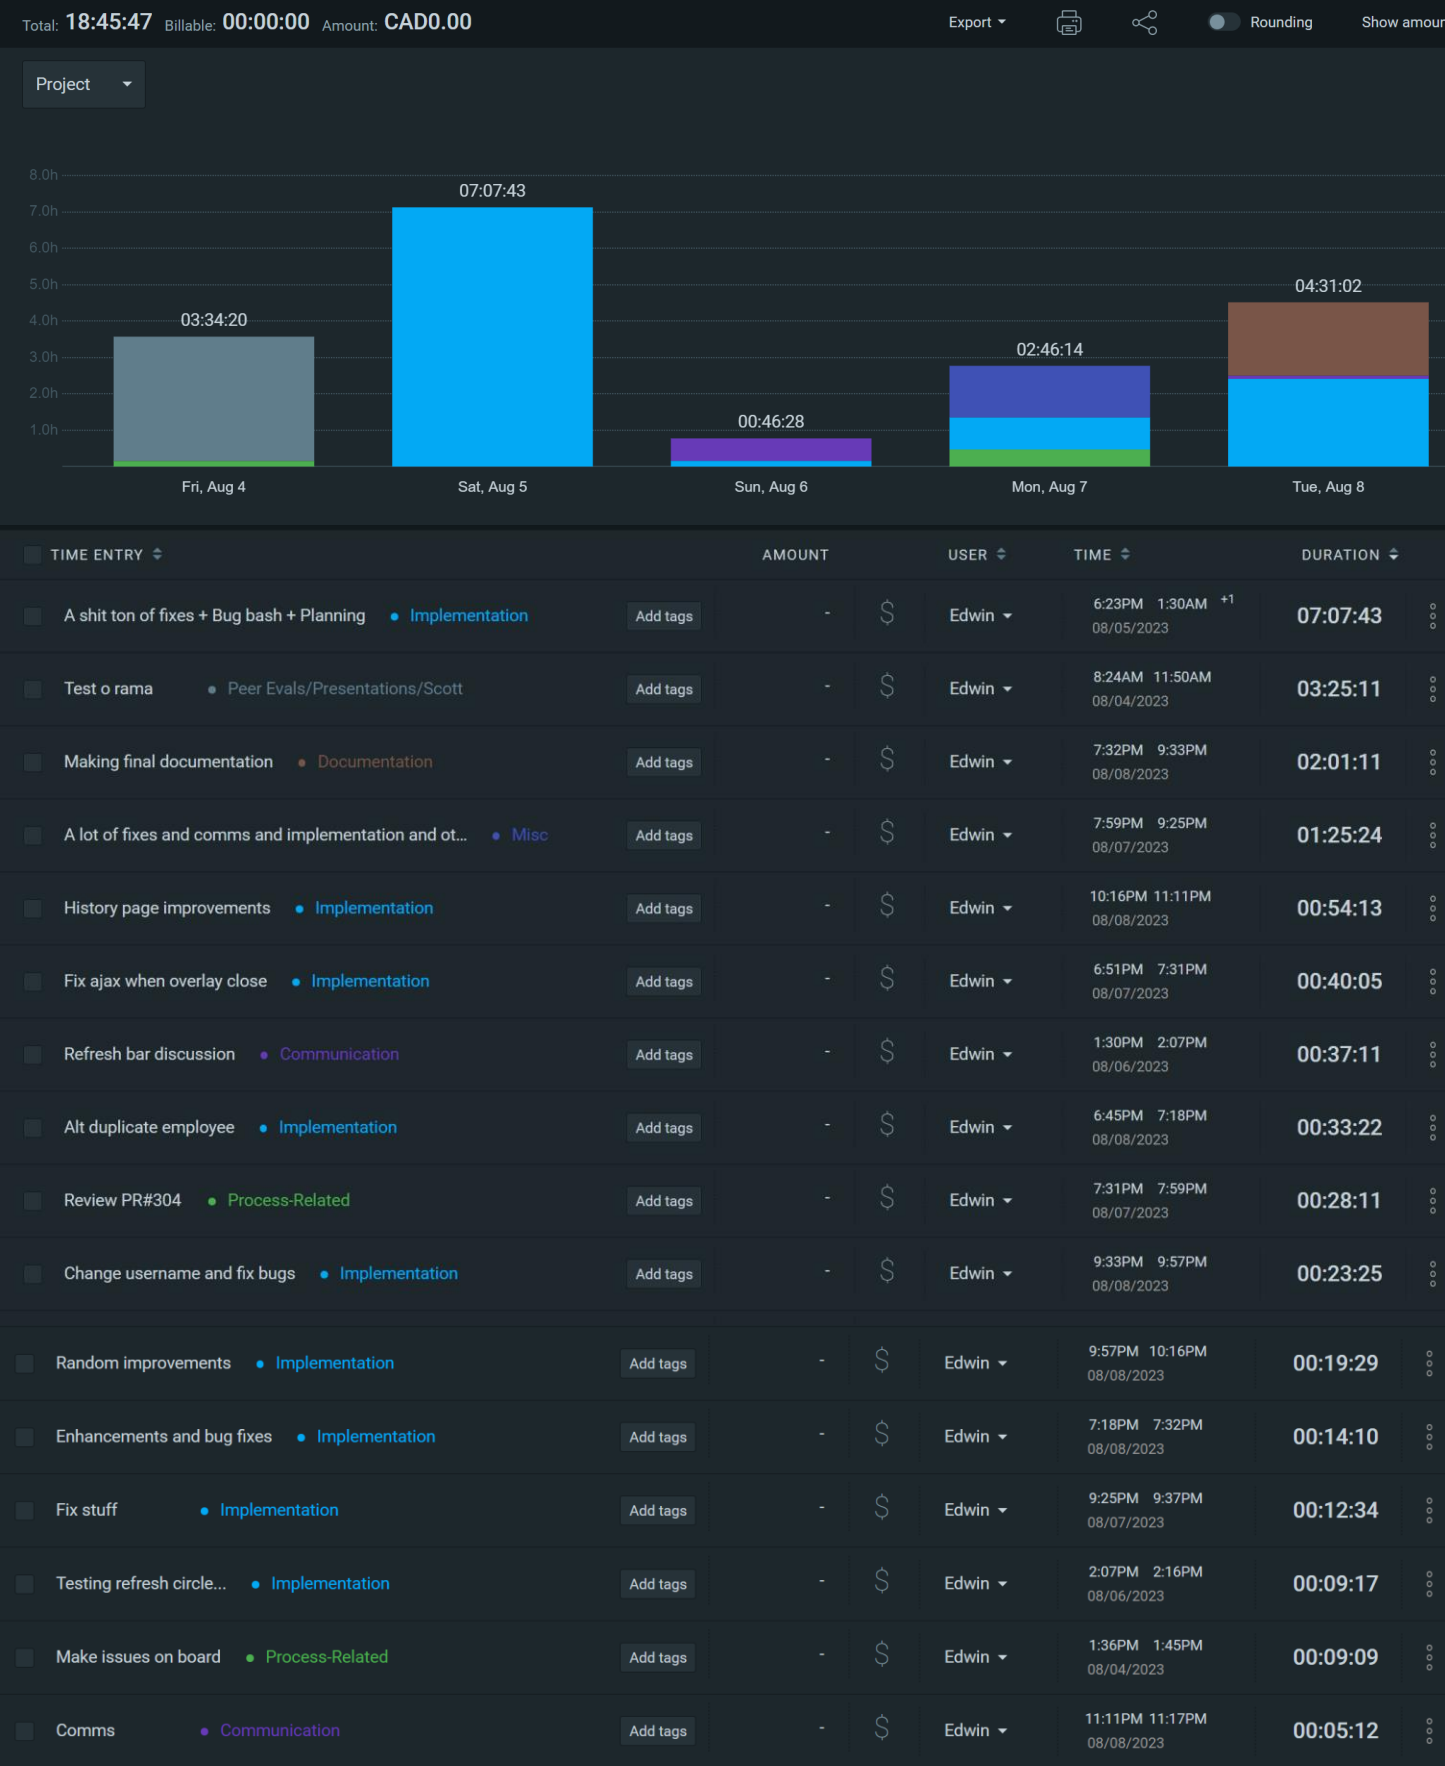 Total: 18:45:47 Billable: 00:00:00 Amount: CAD0.00 Export Rounding Show amour
Project
8.0h
07:07:43
7.0h
6.0h
5.0h
04:31:02
4.0h
03:34:20
3.0h
02:46:14
2.0h
1.0h
00:46:28
Fri, Aug 4 Sat, Aug 5 Sun, Aug 6 Mon, Aug 7 Tue, Aug 8
TIME ENTRY AMOUNT USER TIME DURATION
A shit ton of fixes + Bug bash + Planning • Implementation Add tags - $ Edwin 6:23PM 1:30AM +1 07:07:43
08/05/2023
Test o rama • Peer Evals/Presentations/Scott Add tags - $ Edwin 8:24AM 11:50AM 03:25:11
08/04/2023
Making final documentation • Documentation Add tags - $ Edwin 7:32PM 9:33PM 02:01:11
08/08/2023
A lot of fixes and comms and implementation and ot... • Misc Add tags - $ Edwin 7:59PM 9:25PM 01:25:24
08/07/2023
History page improvements • Implementation Add tags - $ Edwin 10:16PM 11:11PM 00:54:13
08/08/2023
Fix ajax when overlay close • Implementation Add tags - $ Edwin 6:51PM 7:31PM 00:40:05
08/07/2023
Refresh bar discussion • Communication Add tags - $ Edwin 1:30PM 2:07PM 00:37:11
08/06/2023
Alt duplicate employee • Implementation Add tags - $ Edwin 6:45PM 7:18PM 00:33:22
08/08/2023
Review PR#304 • Process-Related Add tags - $ Edwin 7:31PM 7:59PM 00:28:11
08/07/2023
Change username and fix bugs • Implementation Add tags - $ Edwin 9:33PM 9:57PM 00:23:25
08/08/2023
Random improvements • Implementation Add tags - $ Edwin 9:57PM 10:16PM 00:19:29
08/08/2023
Enhancements and bug fixes • Implementation Add tags - $ Edwin 7:18PM 7:32PM 00:14:10
08/08/2023
Fix stuff • Implementation Add tags - $ Edwin 9:25PM 9:37PM 00:12:34
08/07/2023
Testing refresh circle... • Implementation Add tags - $ Edwin 2:07PM 2:16PM 00:09:17
08/06/2023
Make issues on board • Process-Related Add tags - $ Edwin 1:36PM 1:45PM 00:09:09
08/04/2023
Comms • Communication Add tags - $ Edwin 11:11PM 11:17PM 00:05:12
08/08/2023